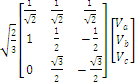 √(2/3) [ 1/√2 1/√2 1/√2 ] [ V_a ]
[ 1 1/2 −1/2 ] [ V_b ]
[ 0 √3/2 −√3/2 ] [ V_c ]